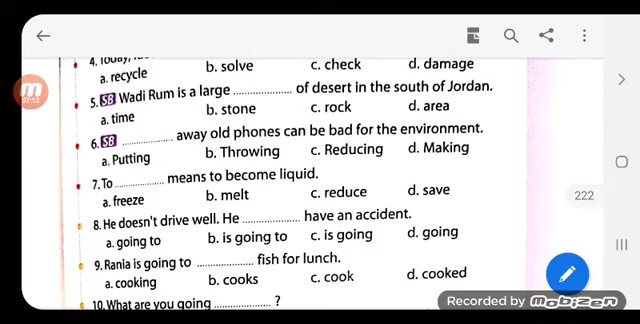 4. Today,
a. recycle b. solve c. check d. damage
5. SB Wadi Rum is a large .................. of desert in the south of Jordan.
a. time b. stone c. rock d. area
6. SB ............... away old phones can be bad for the environment.
a. Putting b. Throwing c. Reducing d. Making
7. To ............... means to become liquid.
a. freeze b. melt c. reduce d. save
8. He doesn't drive well. He .................. have an accident.
a. going to b. is going to c. is going d. going
9. Rania is going to .................. fish for lunch.
a. cooking b. cooks c. cook d. cooked
10. What are you going .................. ?
07:12
222
Recorded by Mobizen